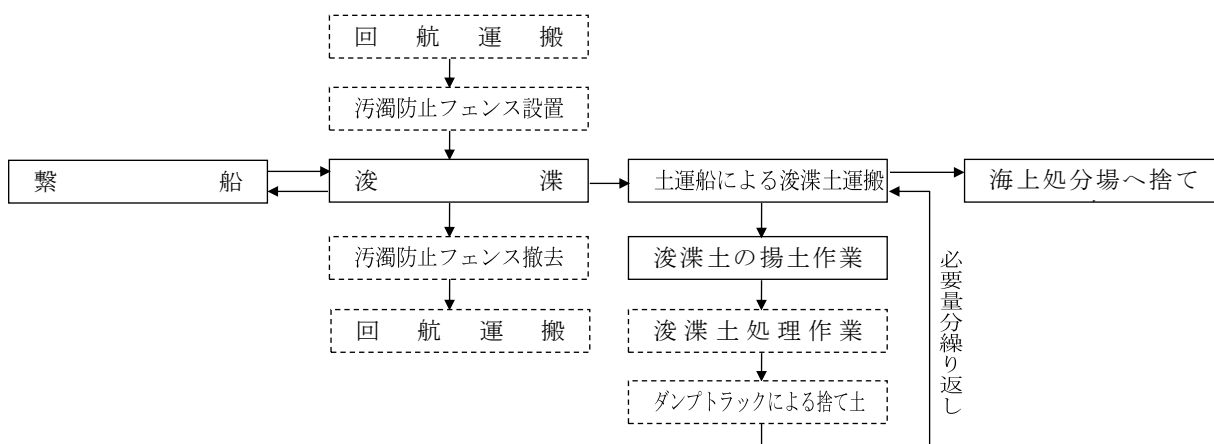 回航運搬
汚濁防止フェンス設置
繋船
浚渫
土運船による浚渫土運搬
海上処分場へ捨て
汚濁防止フェンス撤去
浚渫土の揚土作業
回航運搬
浚渫土処理作業
ダンプトラックによる捨て土
必要量分繰り返し